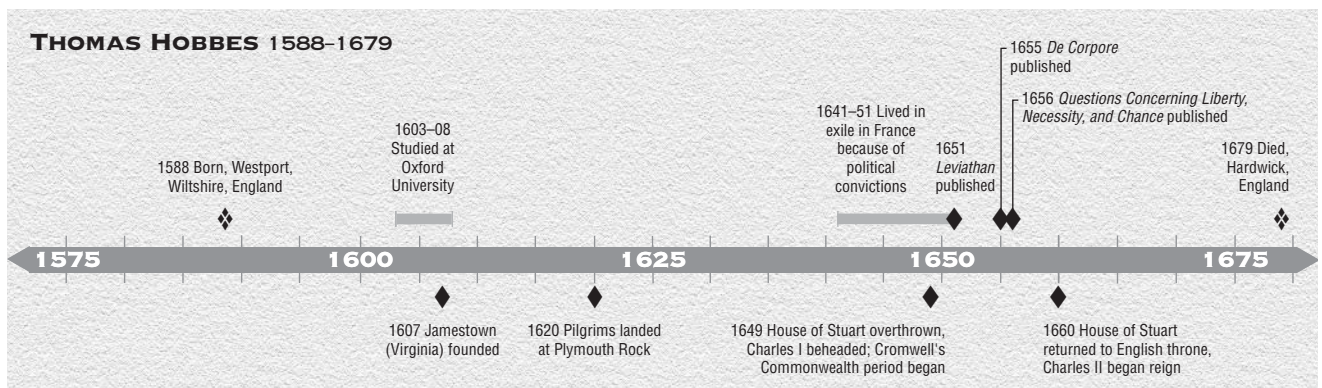 THOMAS HOBBES 1588–1679
1588 Born, Westport,
Wiltshire, England
1603–08
Studied at
Oxford
University
1641–51 Lived in
exile in France
because of
political
convictions
1651
Leviathan
published
1655 De Corpore
published
1656 Questions Concerning Liberty,
Necessity, and Chance published
1679 Died,
Hardwick,
England
1575 1600 1625 1650 1675
1607 Jamestown
(Virginia) founded
1620 Pilgrims landed
at Plymouth Rock
1649 House of Stuart overthrown,
Charles I beheaded; Cromwell's
Commonwealth period began
1660 House of Stuart
returned to English throne,
Charles II began reign